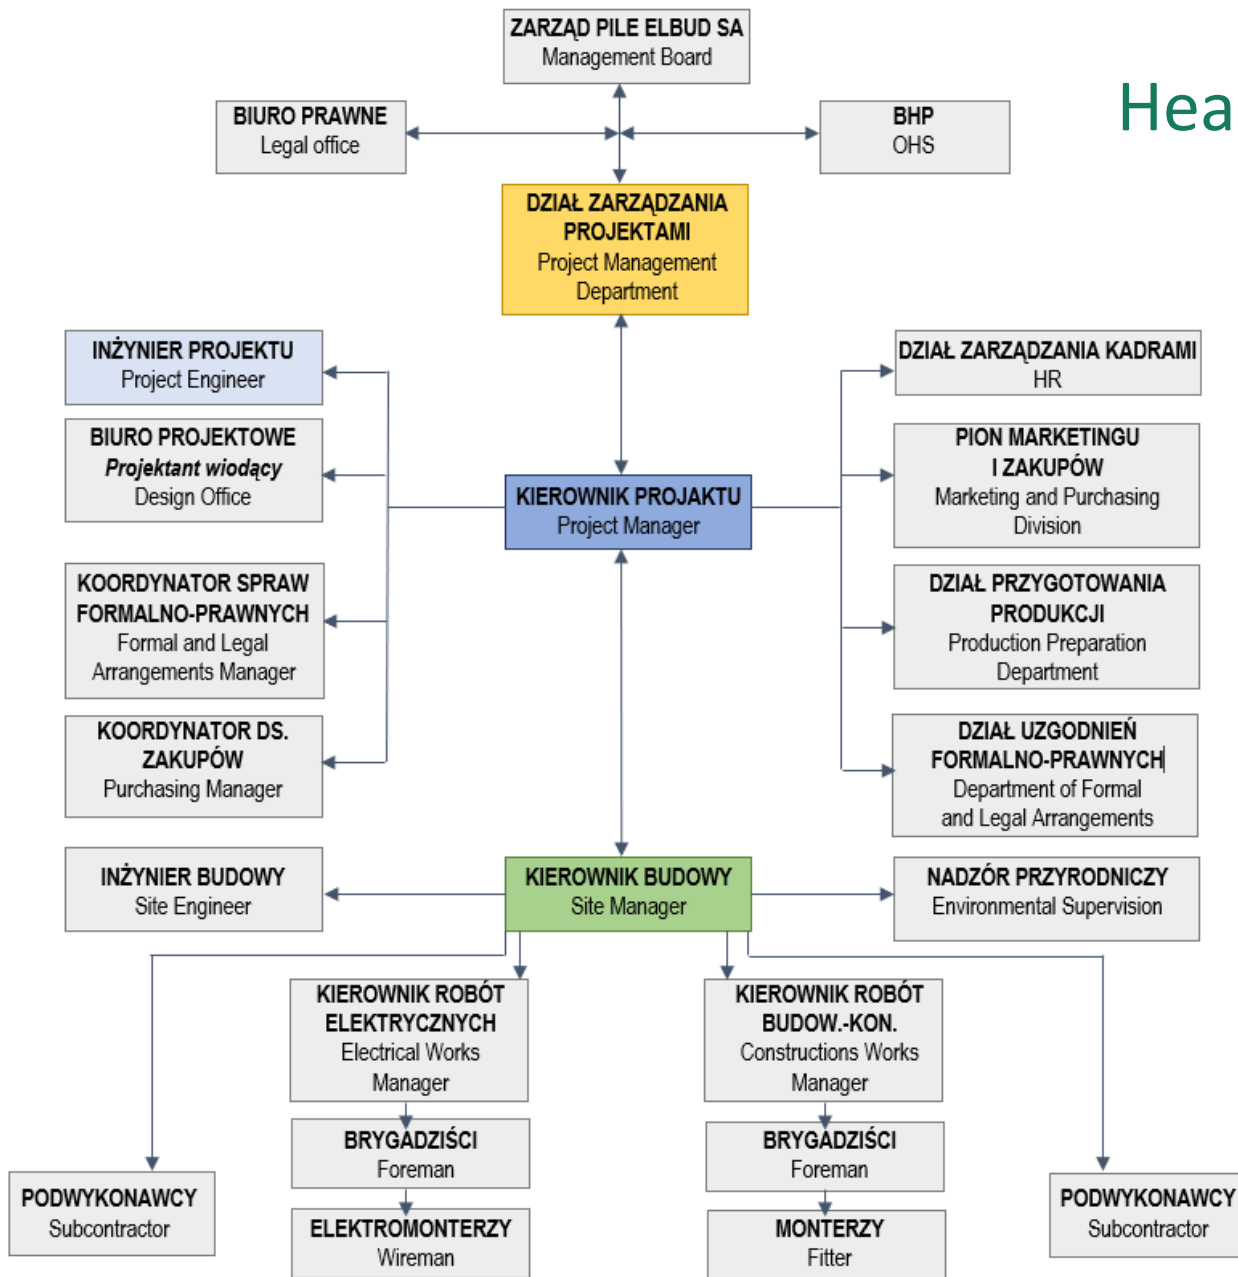 ZARZĄD PILE ELBUD SA
Management Board
Hea
BIURO PRAWNE
Legal office
BHP
OHS
DZIAŁ ZARZĄDZANIA
PROJEKTAMI
Project Management
Department
INŻYNIER PROJEKTU
Project Engineer
DZIAŁ ZARZĄDZANIA KADRAMI
HR
BIURO PROJEKTOWE
Projektant wiodący
Design Office
PION MARKETINGU
I ZAKUPÓW
Marketing and Purchasing
Division
KIEROWNIK PROJAKTU
Project Manager
KOORDYNATOR SPRAW
FORMALNO-PRAWNYCH
Formal and Legal
Arrangements Manager
DZIAŁ PRZYGOTOWANIA
PRODUKCJI
Production Preparation
Department
KOORDYNATOR DS.
ZAKUPÓW
Purchasing Manager
DZIAŁ UZGODNIEŃ
FORMALNO-PRAWNYCH
Department of Formal
and Legal Arrangements
INŻYNIER BUDOWY
Site Engineer
KIEROWNIK BUDOWY
Site Manager
NADZÓR PRZYRODNICZY
Environmental Supervision
KIEROWNIK ROBÓT
ELEKTRYCZNYCH
Electrical Works
Manager
KIEROWNIK ROBÓT
BUDOW.-KON.
Constructions Works
Manager
BRYGADZIŚCI
Foreman
BRYGADZIŚCI
Foreman
PODWYKONAWCY
Subcontractor
ELEKTROMONTERZY
Wireman
MONTERZY
Fitter
PODWYKONAWCY
Subcontractor